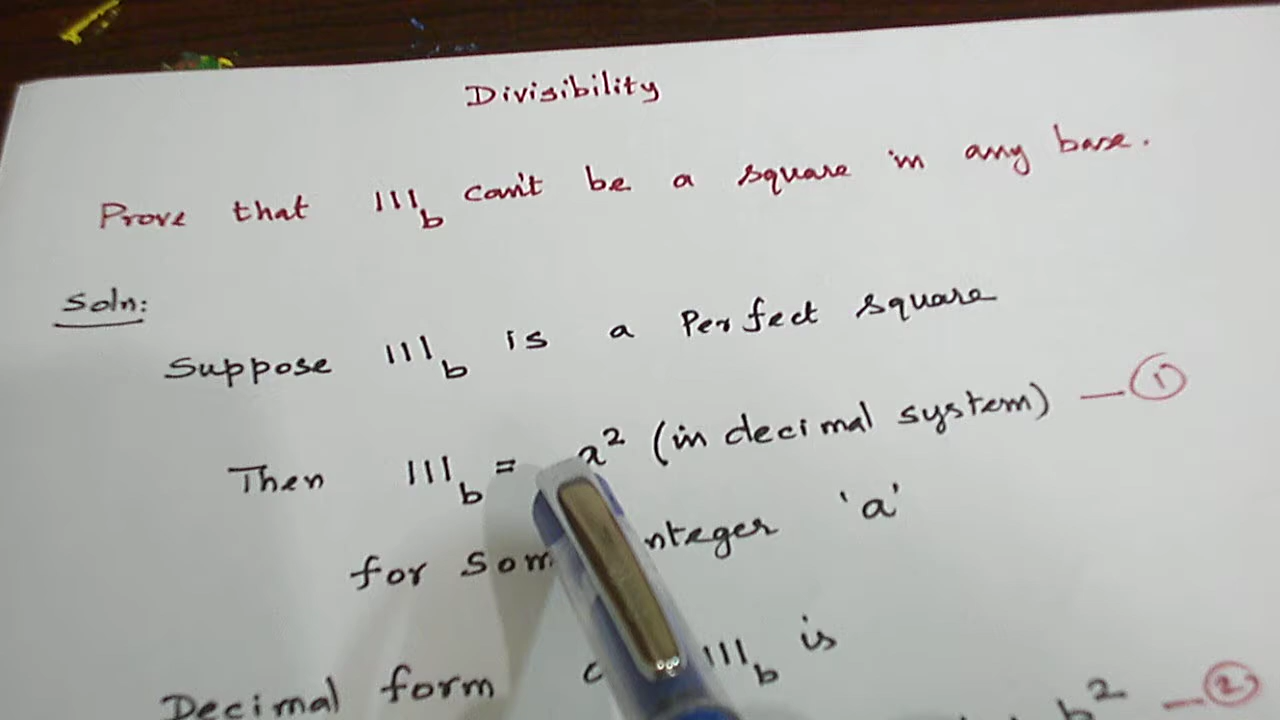 Divisibility
Prove that 111b can't be a square in any base.
Soln:
Suppose 111b is a perfect square
Then 111b = a² (in decimal system) — ①
for som nteger 'a'
Decimal form 111b is
b² — ②